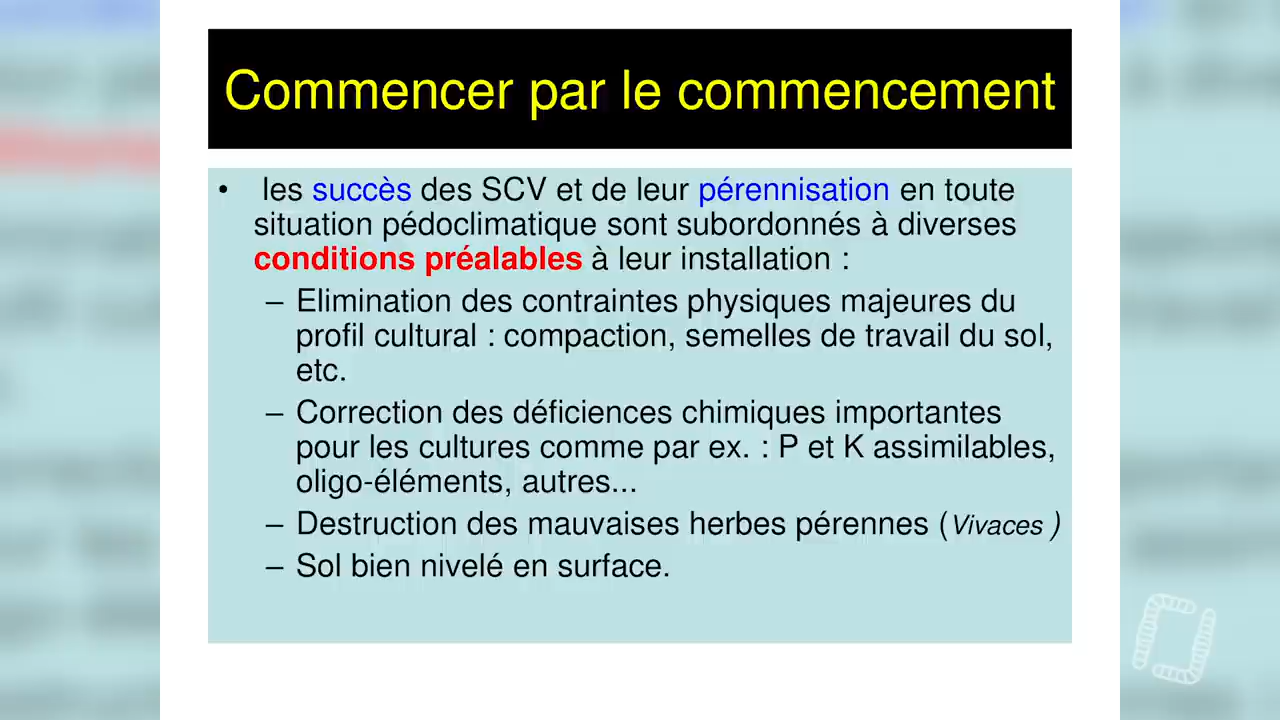 Commencer par le commencement
• les succès des SCV et de leur pérennisation en toute
situation pédoclimatique sont subordonnés à diverses
conditions préalables à leur installation :
– Elimination des contraintes physiques majeures du
profil cultural : compaction, semelles de travail du sol,
etc.
– Correction des déficiences chimiques importantes
pour les cultures comme par ex. : P et K assimilables,
oligo-éléments, autres...
– Destruction des mauvaises herbes pérennes (Vivaces )
– Sol bien nivelé en surface.